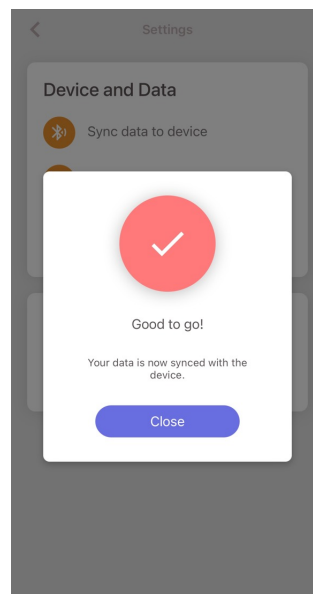 Settings
Device and Data
Sync data to device
Good to go!
Your data is now synced with the
device.
Close